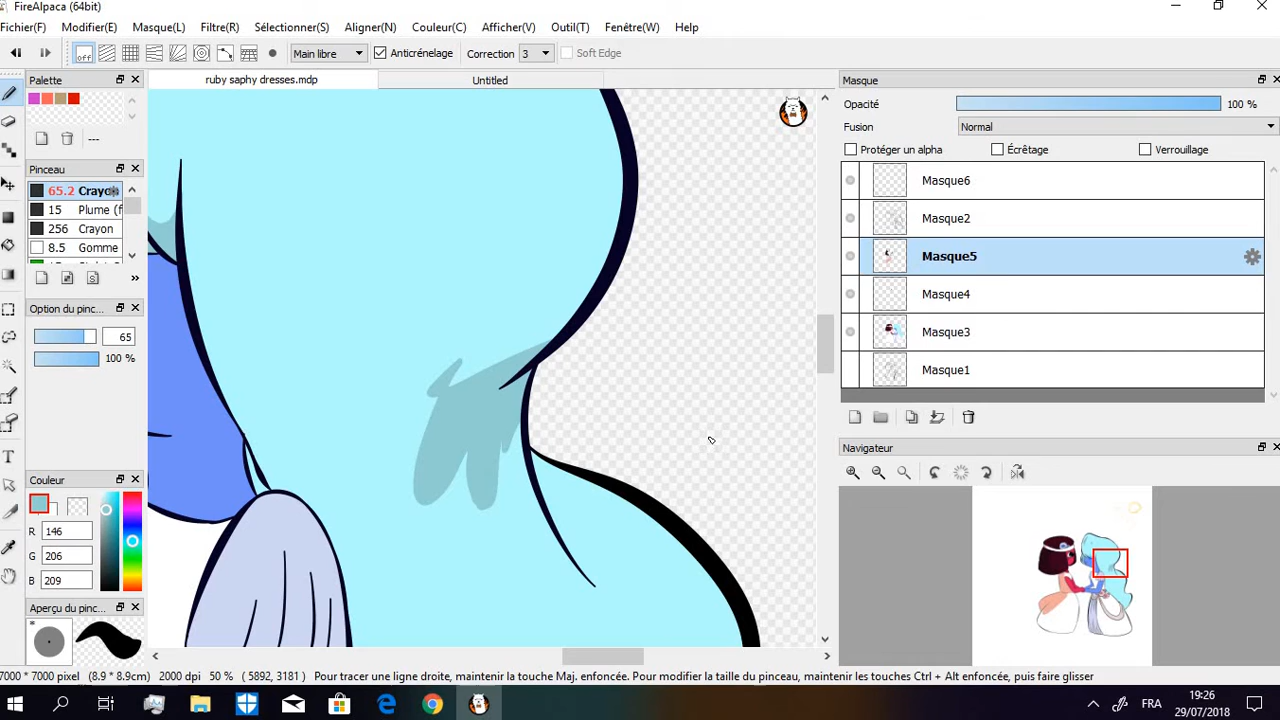 FireAlpaca (64bit)
Fichier(F) Modifier(E) Masque(L) Filtre(R) Sélectionner(S) Aligner(N) Couleur(C) Afficher(V) Outil(T) Fenêtre(W) Help
off Main libre Anticrénelage Correction 3 Soft Edge
Palette ruby saphy dresses.mdp Untitled Masque
Opacité 100 %
Fusion Normal
--- Protéger un alpha Écrêtage Verrouillage
Pinceau
65.2 Crayon
15 Plume (f
256 Crayon
8.5 Gomme
Masque6
Masque2
Masque5
Masque4
Masque3
Masque1
Option du pinc...
65
100 %
Navigateur
Couleur
R 146
G 206
B 209
Aperçu du pinc...
*
7000 * 7000 pixel (8.9 * 8.9cm) 2000 dpi 50 % ( 5892, 3181 ) Pour tracer une ligne droite, maintenir la touche Maj. enfoncée. Pour modifier la taille du pinceau, maintenir les touches Ctrl + Alt enfoncée, puis faire glisser
FRA 19:26
29/07/2018